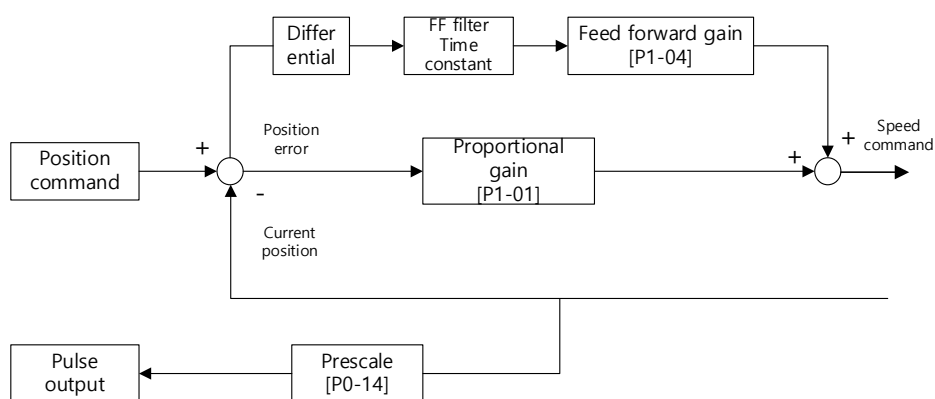 Differ
ential
FF filter
Time
constant
Feed forward gain
[P1-04]
Position
command
+
Position
error
-
Proportional
gain
[P1-01]
+
+
Speed
command
Current
position
Pulse
output
Prescale
[P0-14]